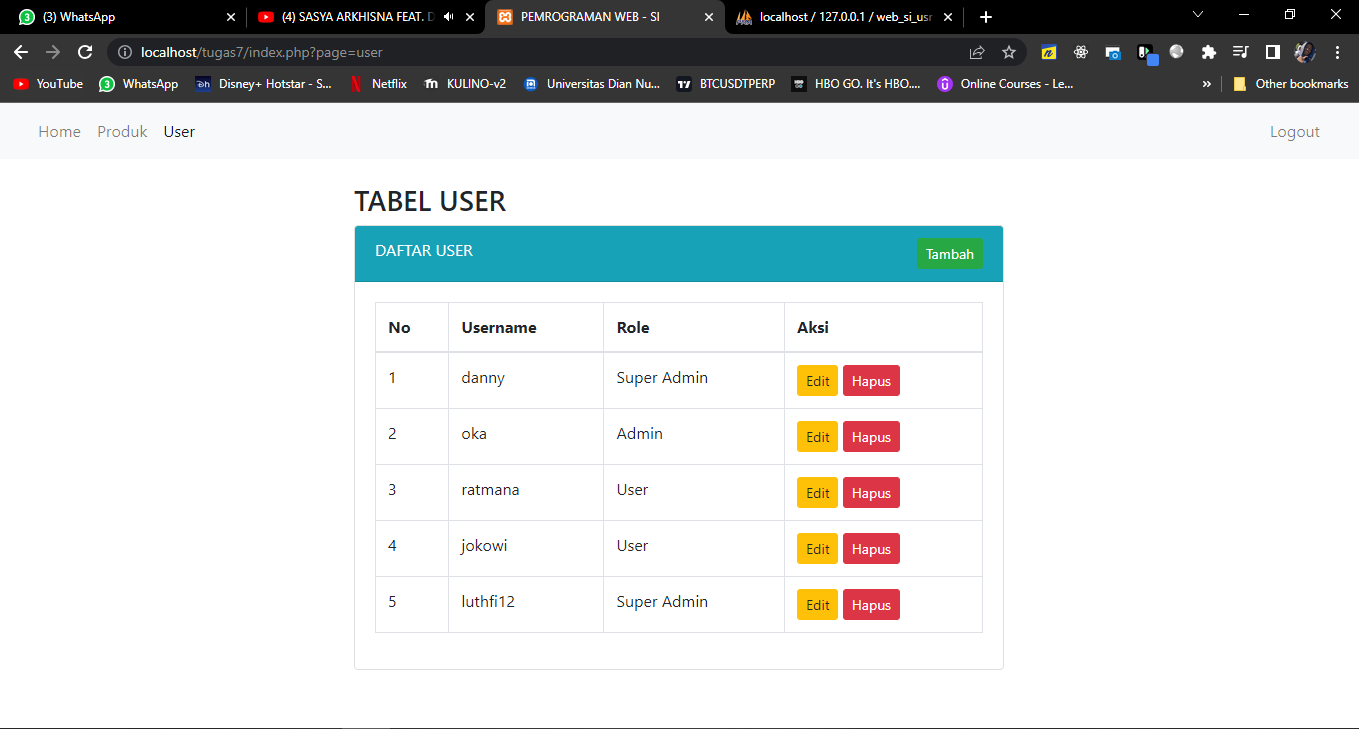 (3) WhatsApp
(4) SASYA ARKHISNA FEAT. D
PEMROGRAMAN WEB - SI
localhost / 127.0.0.1 / web_si_usr
localhost/tugas7/index.php?page=user
YouTube
WhatsApp
Disney+ Hotstar - S...
Netflix
KULINO-v2
Universitas Dian Nu...
BTCUSDTPERP
HBO GO. It's HBO....
Online Courses - Le...
»
Other bookmarks
Home Produk User Logout
TABEL USER
DAFTAR USER Tambah
No Username Role Aksi
1 danny Super Admin Edit Hapus
2 oka Admin Edit Hapus
3 ratmana User Edit Hapus
4 jokowi User Edit Hapus
5 luthfi12 Super Admin Edit Hapus